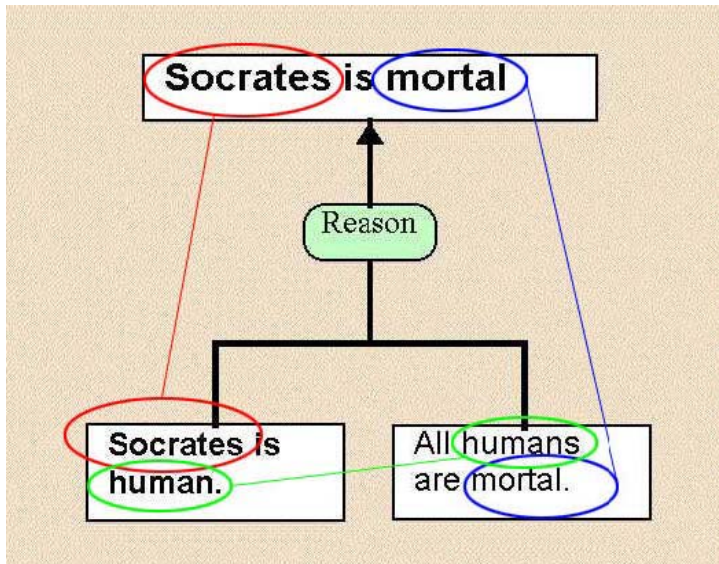 Socrates is mortal
Reason
Socrates is
human.
All humans
are mortal.